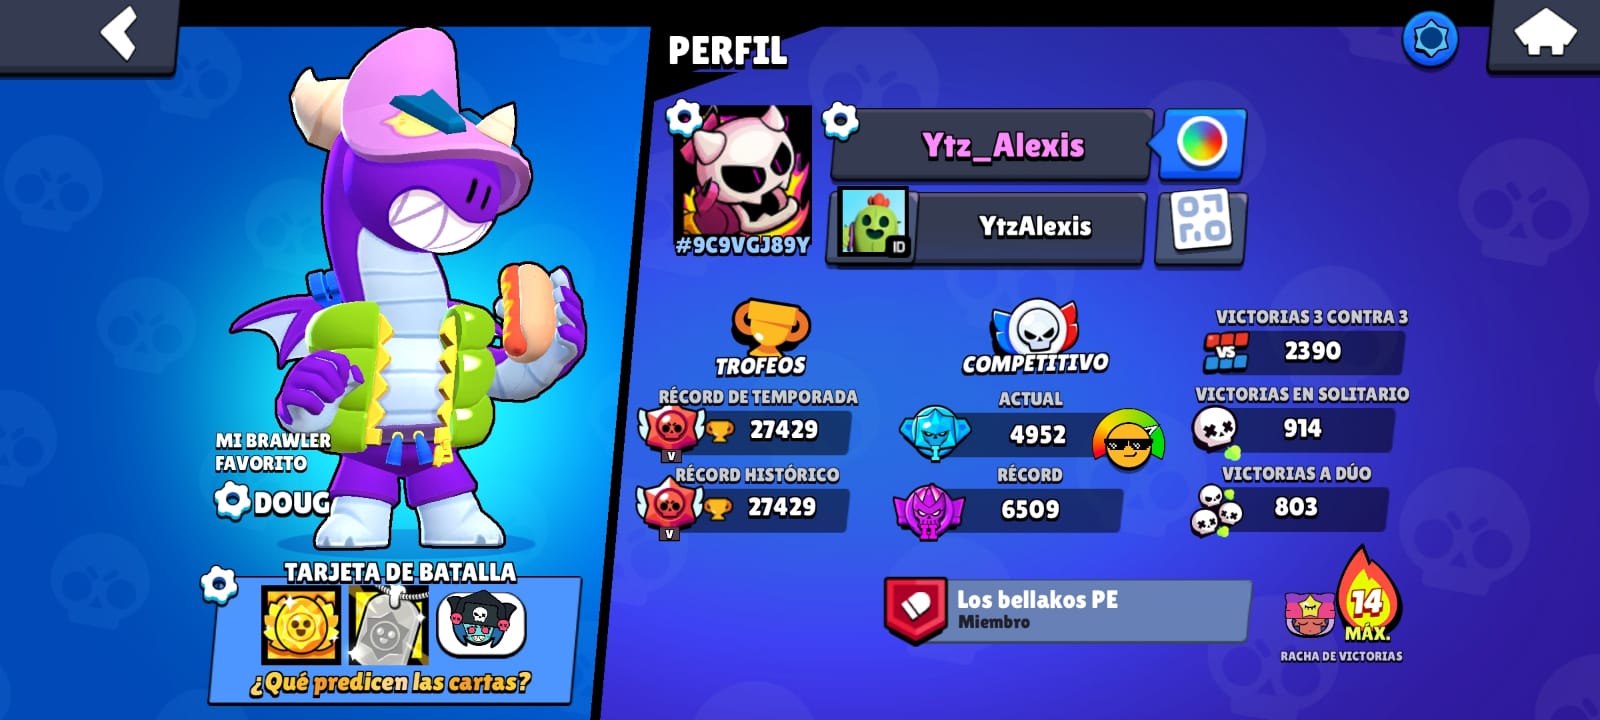 PERFIL
Ytz_Alexis
#9C9VGJ89Y
ID
YtzAlexis
TROFEOS
RÉCORD DE TEMPORADA
27429
V
RÉCORD HISTÓRICO
27429
V
COMPETITIVO
ACTUAL
4952
RÉCORD
6509
II
VICTORIAS 3 CONTRA 3
VS
2390
VICTORIAS EN SOLITARIO
914
VICTORIAS A DÚO
803
MI BRAWLER
FAVORITO
DOUG
TARJETA DE BATALLA
¿Qué predicen las cartas?
Los bellakos PE
Miembro
14
MÁX.
RACHA DE VICTORIAS